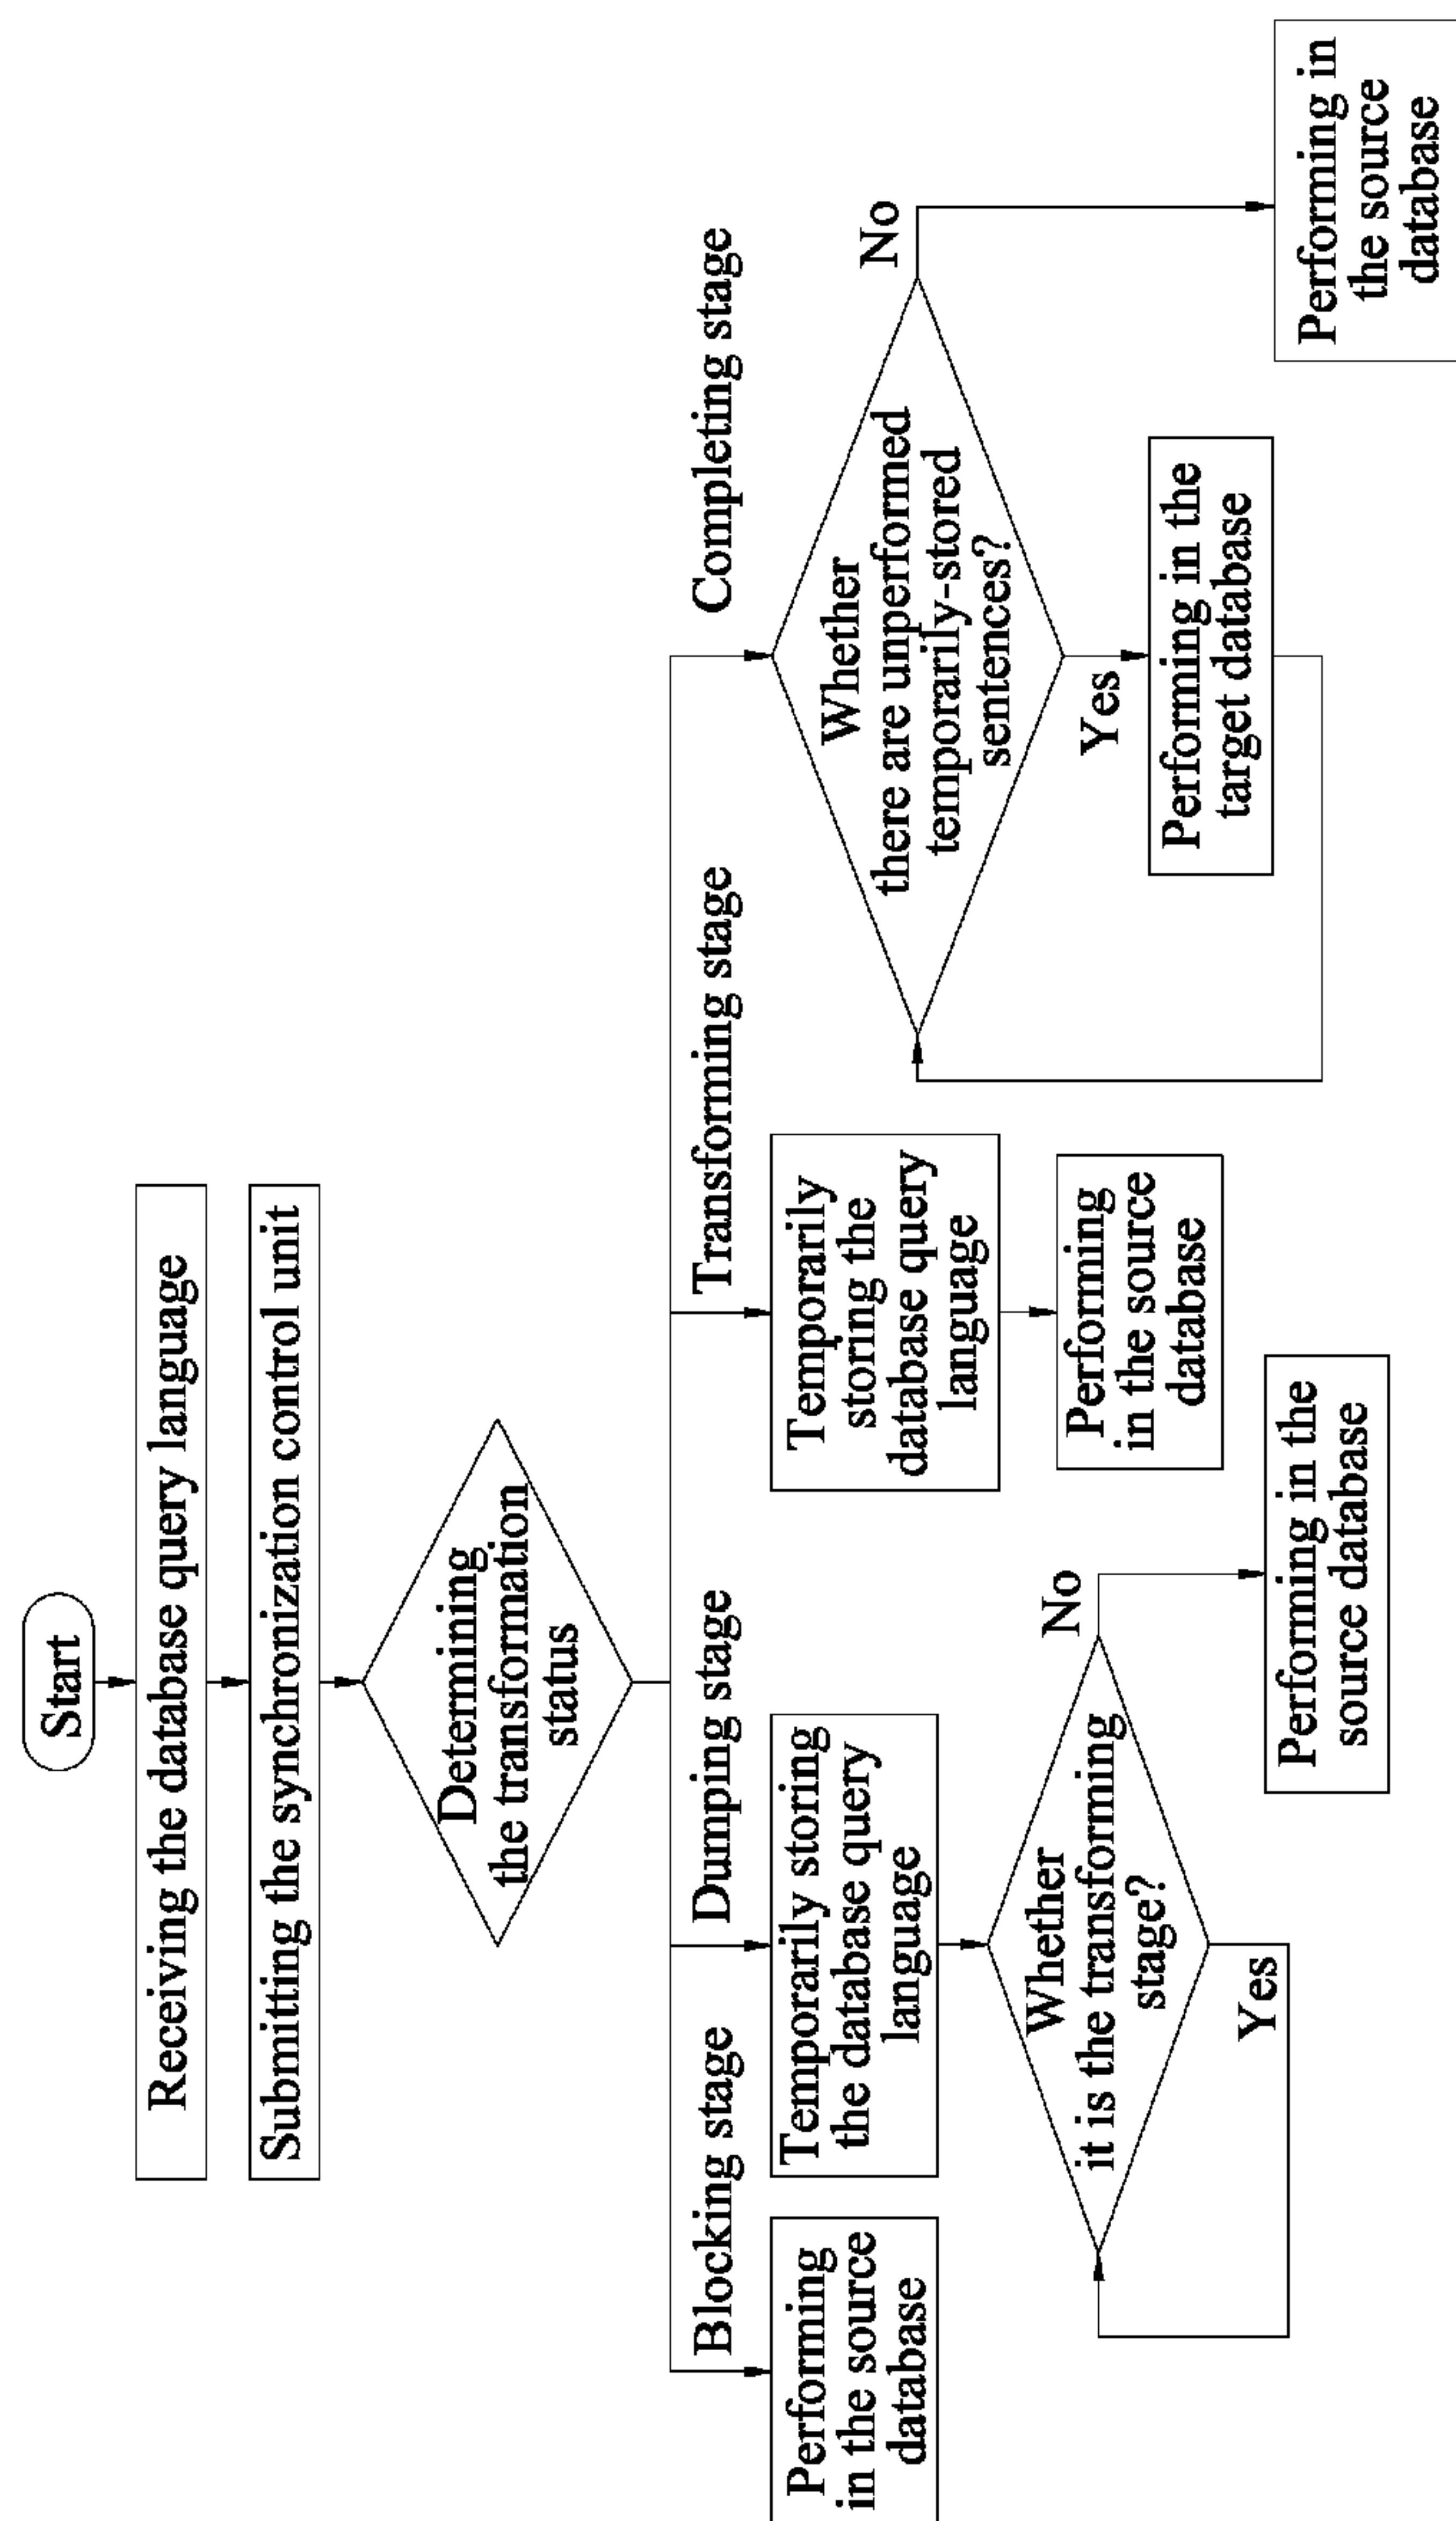 Start
Receiving the database query language
Submitting the synchronization control unit
Determining
the transformation
status
Blocking stage
Dumping stage
Transforming stage
Completing stage
Performing
in the source
database
Temporarily storing
the database query
language
Whether
it is the transforming
stage?
Yes
No
Performing in the
source database
Temporarily
storing the
database query
language
Performing
in the source
database
Whether
there are unperformed
temporarily-stored
sentences?
Yes
No
Performing in the
target database
Performing in
the source
database